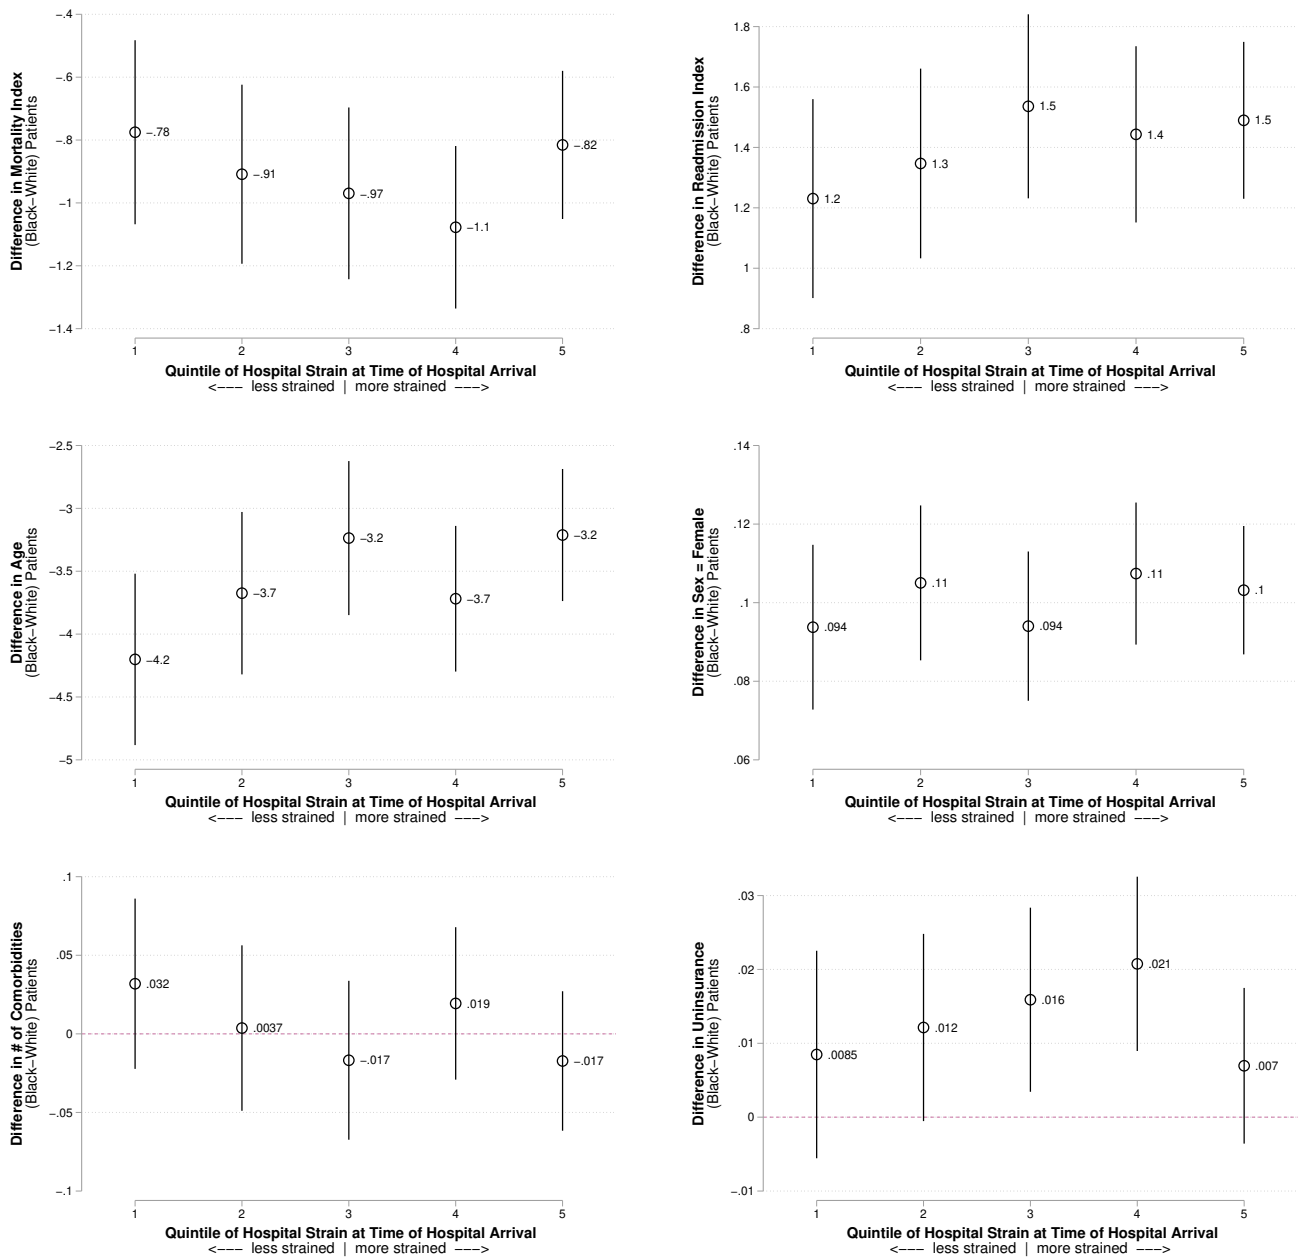 Difference in Mortality Index
(Black−White) Patients
−.4
−.6
−.8
−1
−1.2
−1.4
−.78
−.91
−.97
−1.1
−.82
1 2 3 4 5
Quintile of Hospital Strain at Time of Hospital Arrival
<−−− less strained | more strained −−−>
Difference in Readmission Index
(Black−White) Patients
1.8
1.6
1.4
1.2
1
.8
1.2
1.3
1.5
1.4
1.5
1 2 3 4 5
Quintile of Hospital Strain at Time of Hospital Arrival
<−−− less strained | more strained −−−>
Difference in Age
(Black−White) Patients
−2.5
−3
−3.5
−4
−4.5
−5
−4.2
−3.7
−3.2
−3.7
−3.2
1 2 3 4 5
Quintile of Hospital Strain at Time of Hospital Arrival
<−−− less strained | more strained −−−>
Difference in Sex = Female
(Black−White) Patients
.14
.12
.1
.08
.06
.094
.11
.094
.11
.1
1 2 3 4 5
Quintile of Hospital Strain at Time of Hospital Arrival
<−−− less strained | more strained −−−>
Difference in # of Comorbidities
(Black−White) Patients
.1
.05
0
−.05
−.1
.032
.0037
−.017
.019
−.017
1 2 3 4 5
Quintile of Hospital Strain at Time of Hospital Arrival
<−−− less strained | more strained −−−>
Difference in Uninsurance
(Black−White) Patients
.03
.02
.01
0
−.01
.0085
.012
.016
.021
.007
1 2 3 4 5
Quintile of Hospital Strain at Time of Hospital Arrival
<−−− less strained | more strained −−−>